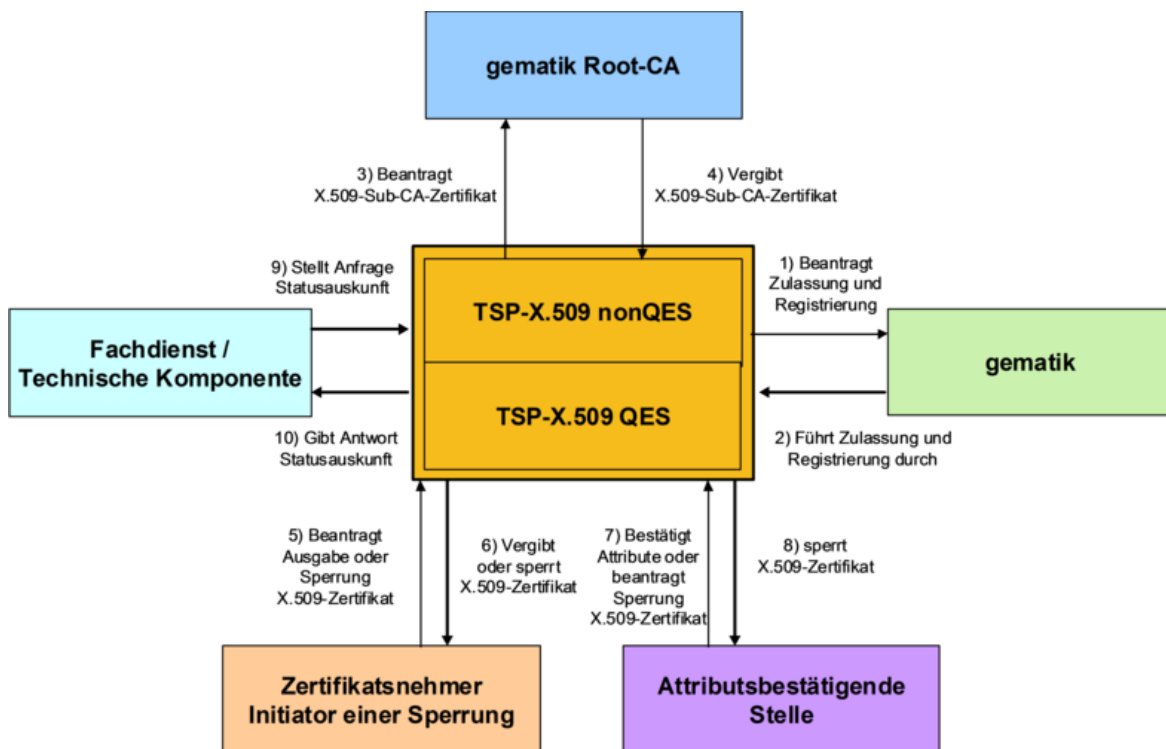 gematik Root-CA
3) Beantragt
X.509-Sub-CA-Zertifikat
4) Vergibt
X.509-Sub-CA-Zertifikat
9) Stellt Anfrage
Statusauskunft
TSP-X.509 nonQES
1) Beantragt
Zulassung und
Registrierung
Fachdienst /
Technische Komponente
gematik
TSP-X.509 QES
10) Gibt Antwort
Statusauskunft
2) Führt Zulassung und
Registrierung durch
5) Beantragt
Ausgabe oder
Sperrung
X.509-Zertifikat
6) Vergibt
oder sperrt
X.509-Zertifikat
7) Bestätigt
Attribute oder
beantragt
Sperrung
X.509-Zertifikat
8) sperrt
X.509-Zertifikat
Zertifikatsnehmer
Initiator einer Sperrung
Attributsbestätigende
Stelle